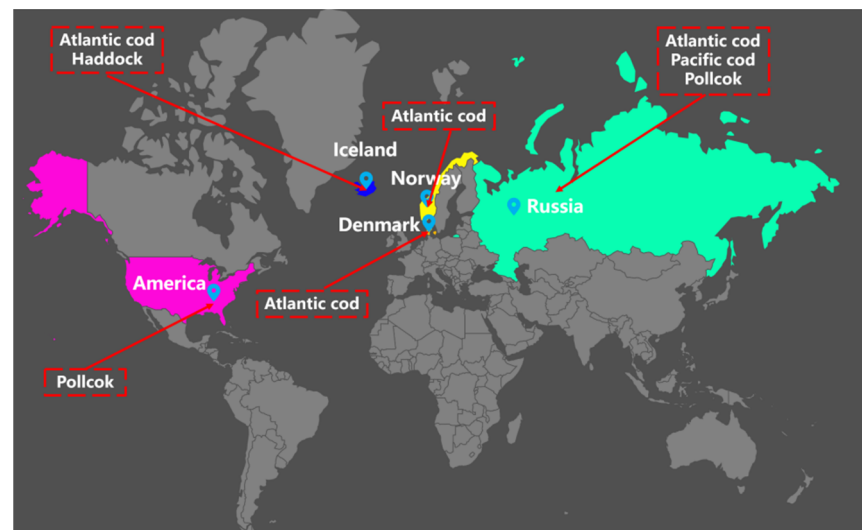 Atlantic cod
Haddock
Atlantic cod
Pacific cod
Pollcok
Atlantic cod
Iceland
Norway
Russia
Denmark
America
Atlantic cod
Pollcok